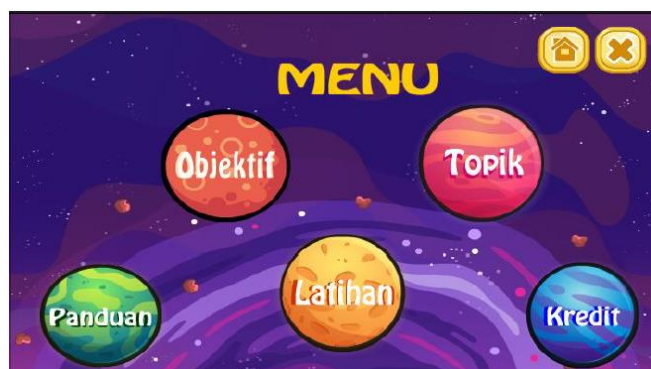 MENU
Objektif
Topik
Panduan
Latihan
Kredit